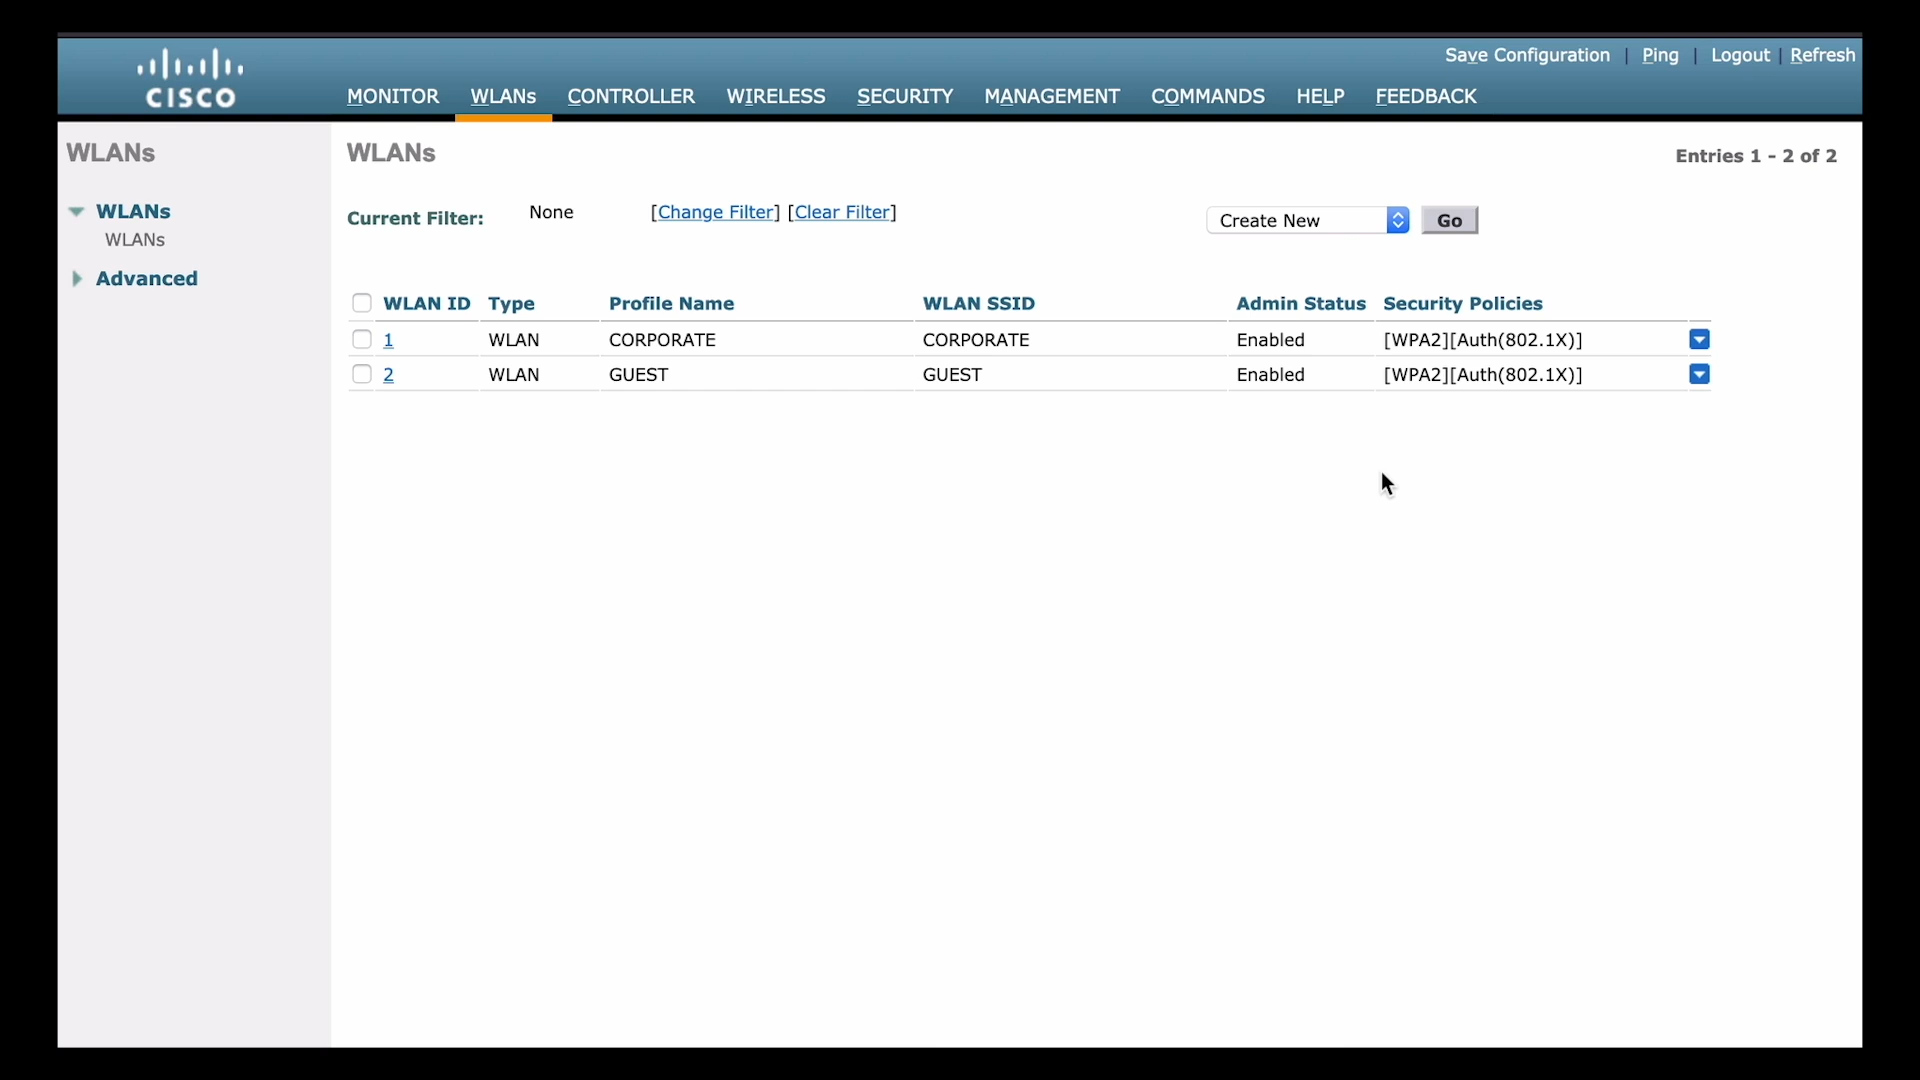 Save Configuration | Ping | Logout | Refresh
CISCO
MONITOR WLANs CONTROLLER WIRELESS SECURITY MANAGEMENT COMMANDS HELP FEEDBACK
WLANs
WLANs
WLANs
Advanced
WLANs
Entries 1 - 2 of 2
Current Filter: None [Change Filter] [Clear Filter]
Create New Go
WLAN ID Type Profile Name WLAN SSID Admin Status Security Policies
1 WLAN CORPORATE CORPORATE Enabled [WPA2][Auth(802.1X)]
2 WLAN GUEST GUEST Enabled [WPA2][Auth(802.1X)]